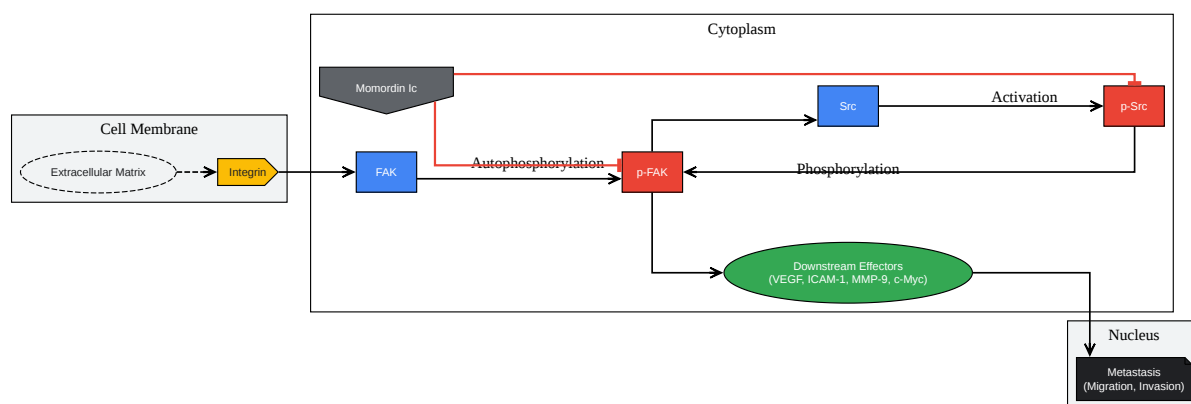 Cytoplasm
Momordin Ic
Src
Activation
p-Src
Cell Membrane
Extracellular Matrix
Integrin
FAK
Autophosphorylation
p-FAK
Phosphorylation
Downstream Effectors
(VEGF, ICAM-1, MMP-9, c-Myc)
Nucleus
Metastasis
(Migration, Invasion)